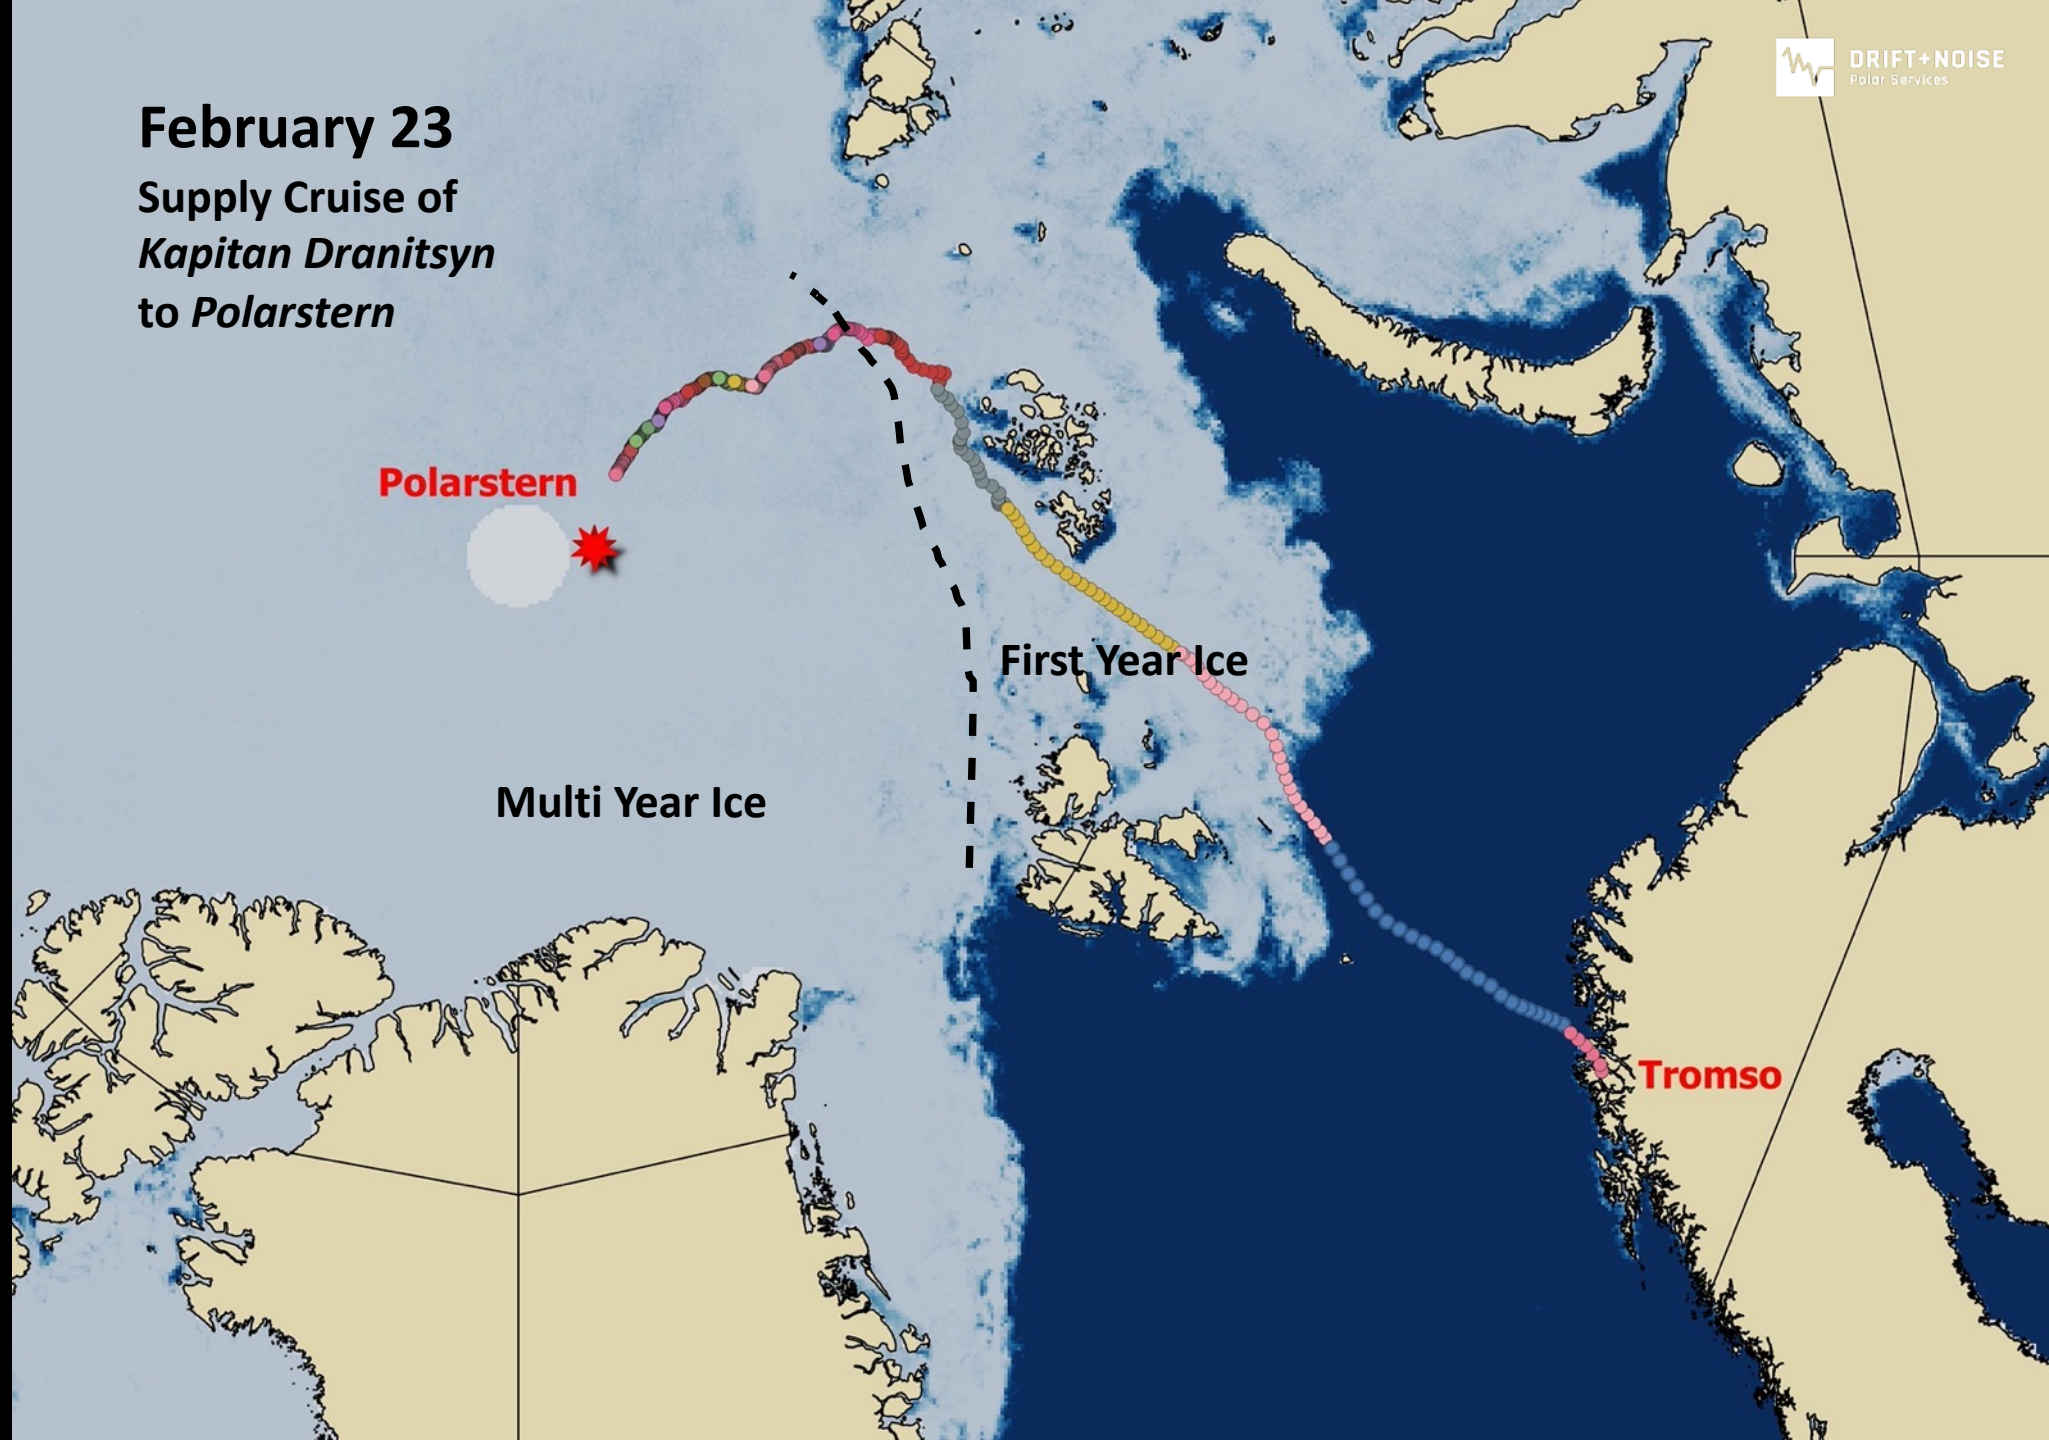 DRIFT+NOISE
Polar Services
February 23
Supply Cruise of
Kapitan Dranitsyn
to Polarstern
Polarstern
First Year Ice
Multi Year Ice
Tromso